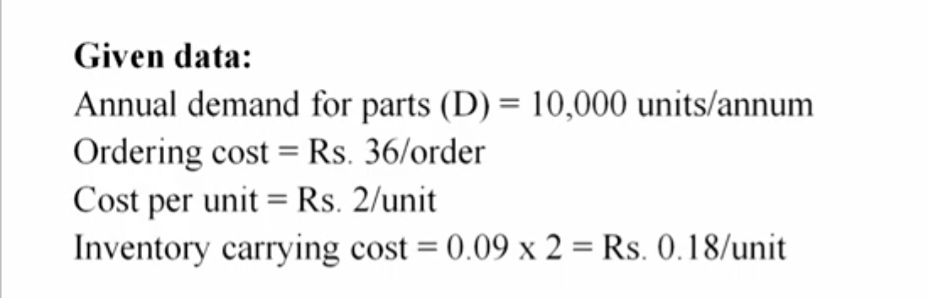 Given data:
Annual demand for parts (D) = 10,000 units/annum
Ordering cost = Rs. 36/order
Cost per unit = Rs. 2/unit
Inventory carrying cost = 0.09 x 2 = Rs. 0.18/unit